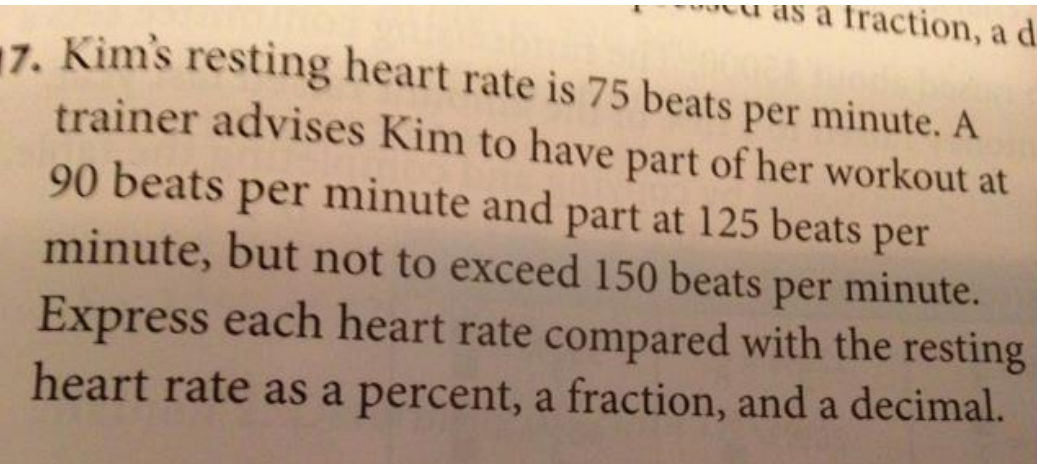 as a fraction, a d
17. Kim's resting heart rate is 75 beats per minute. A
trainer advises Kim to have part of her workout at
90 beats per minute and part at 125 beats per
minute, but not to exceed 150 beats per minute.
Express each heart rate compared with the resting
heart rate as a percent, a fraction, and a decimal.